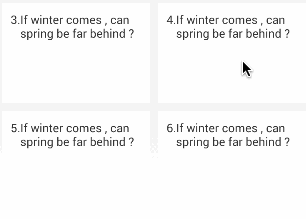 3.If winter comes , can
spring be far behind ?
4.If winter comes , can
spring be far behind ?
5.If winter comes , can
spring be far behind ?
6.If winter comes , can
spring be far behind ?